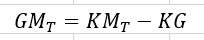 GM_T = KM_T − KG